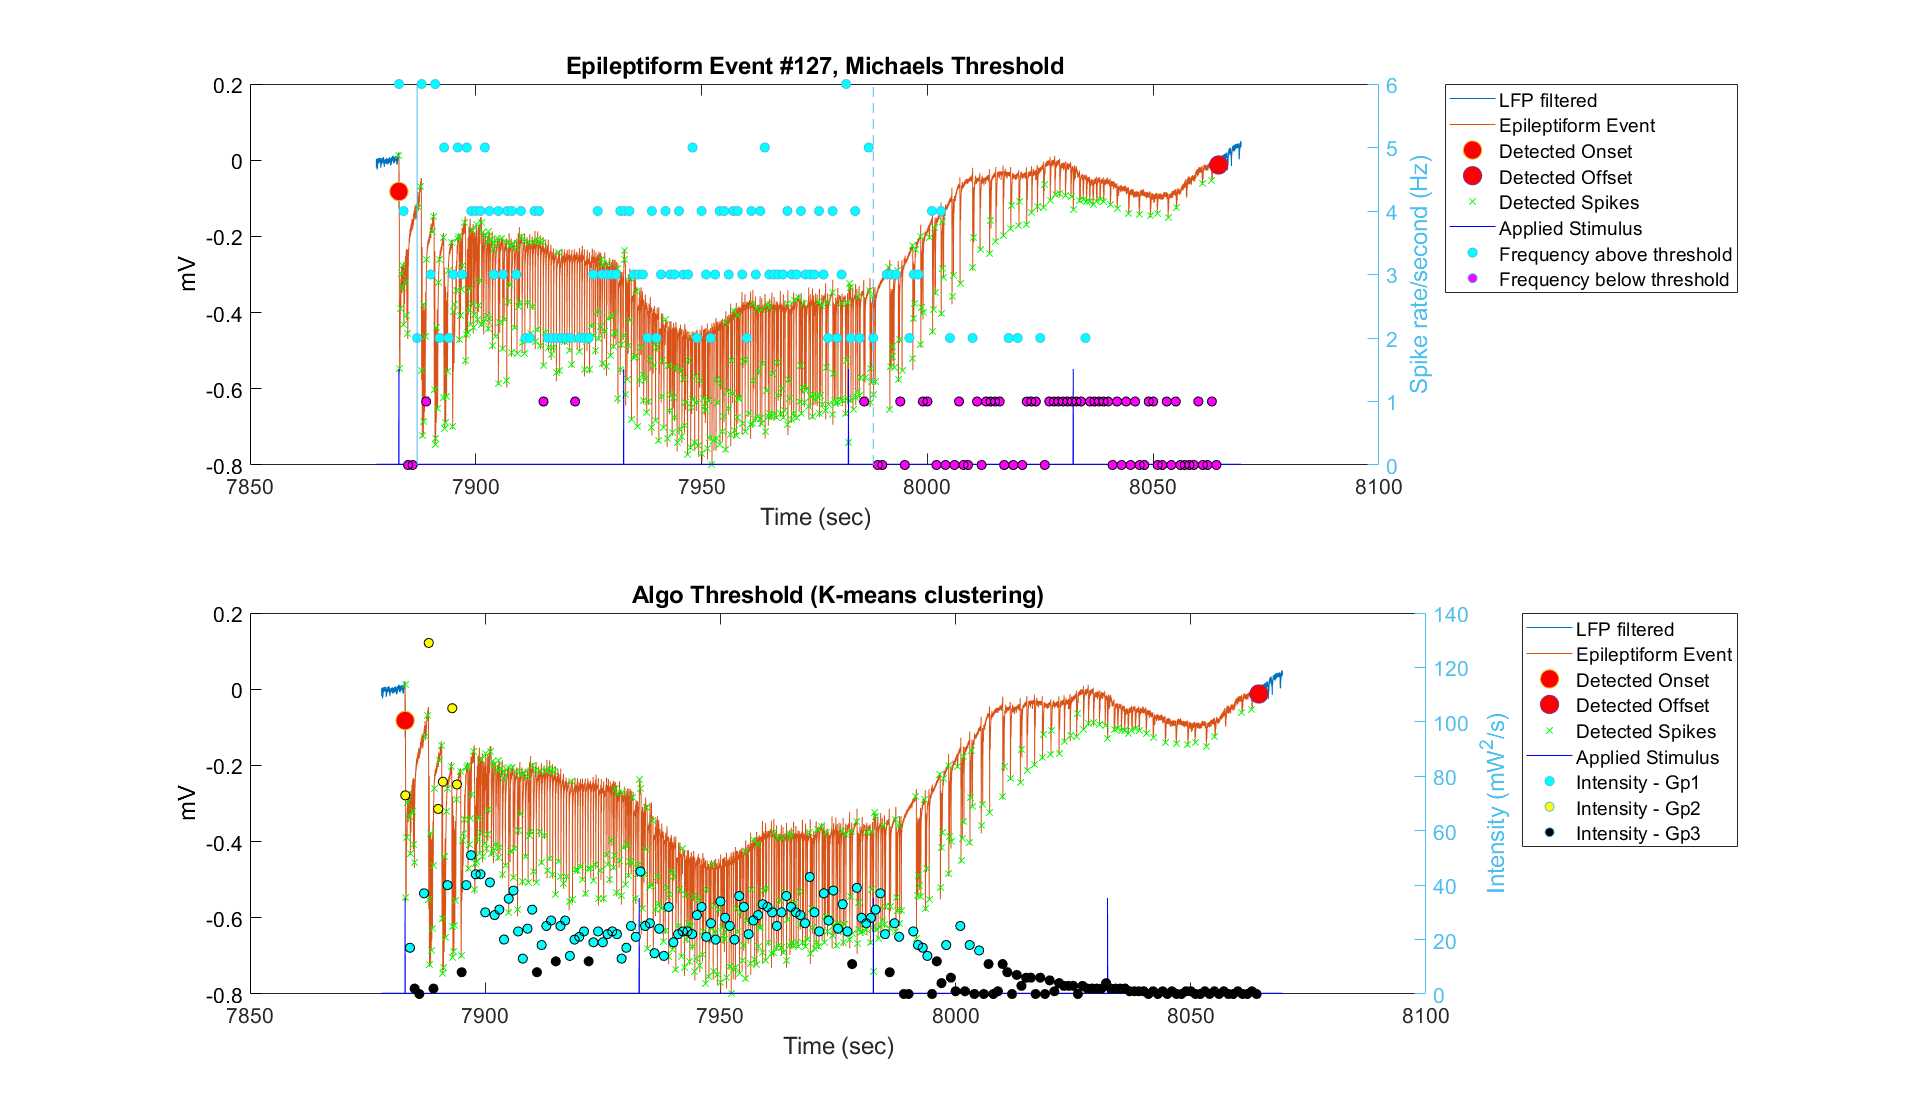 Epileptiform Event #127, Michaels Threshold
0.2
0
-0.2
-0.4
-0.6
-0.8
mV
7850
7900
7950
8000
8050
8100
Time (sec)
6
5
4
3
2
1
0
Spike rate/second (Hz)
LFP filtered
Epileptiform Event
Detected Onset
Detected Offset
Detected Spikes
Applied Stimulus
Frequency above threshold
Frequency below threshold
Algo Threshold (K-means clustering)
0.2
0
-0.2
-0.4
-0.6
-0.8
mV
7850
7900
7950
8000
8050
8100
Time (sec)
140
120
100
80
60
40
20
0
Intensity (mW²/s)
LFP filtered
Epileptiform Event
Detected Onset
Detected Offset
Detected Spikes
Applied Stimulus
Intensity - Gp1
Intensity - Gp2
Intensity - Gp3